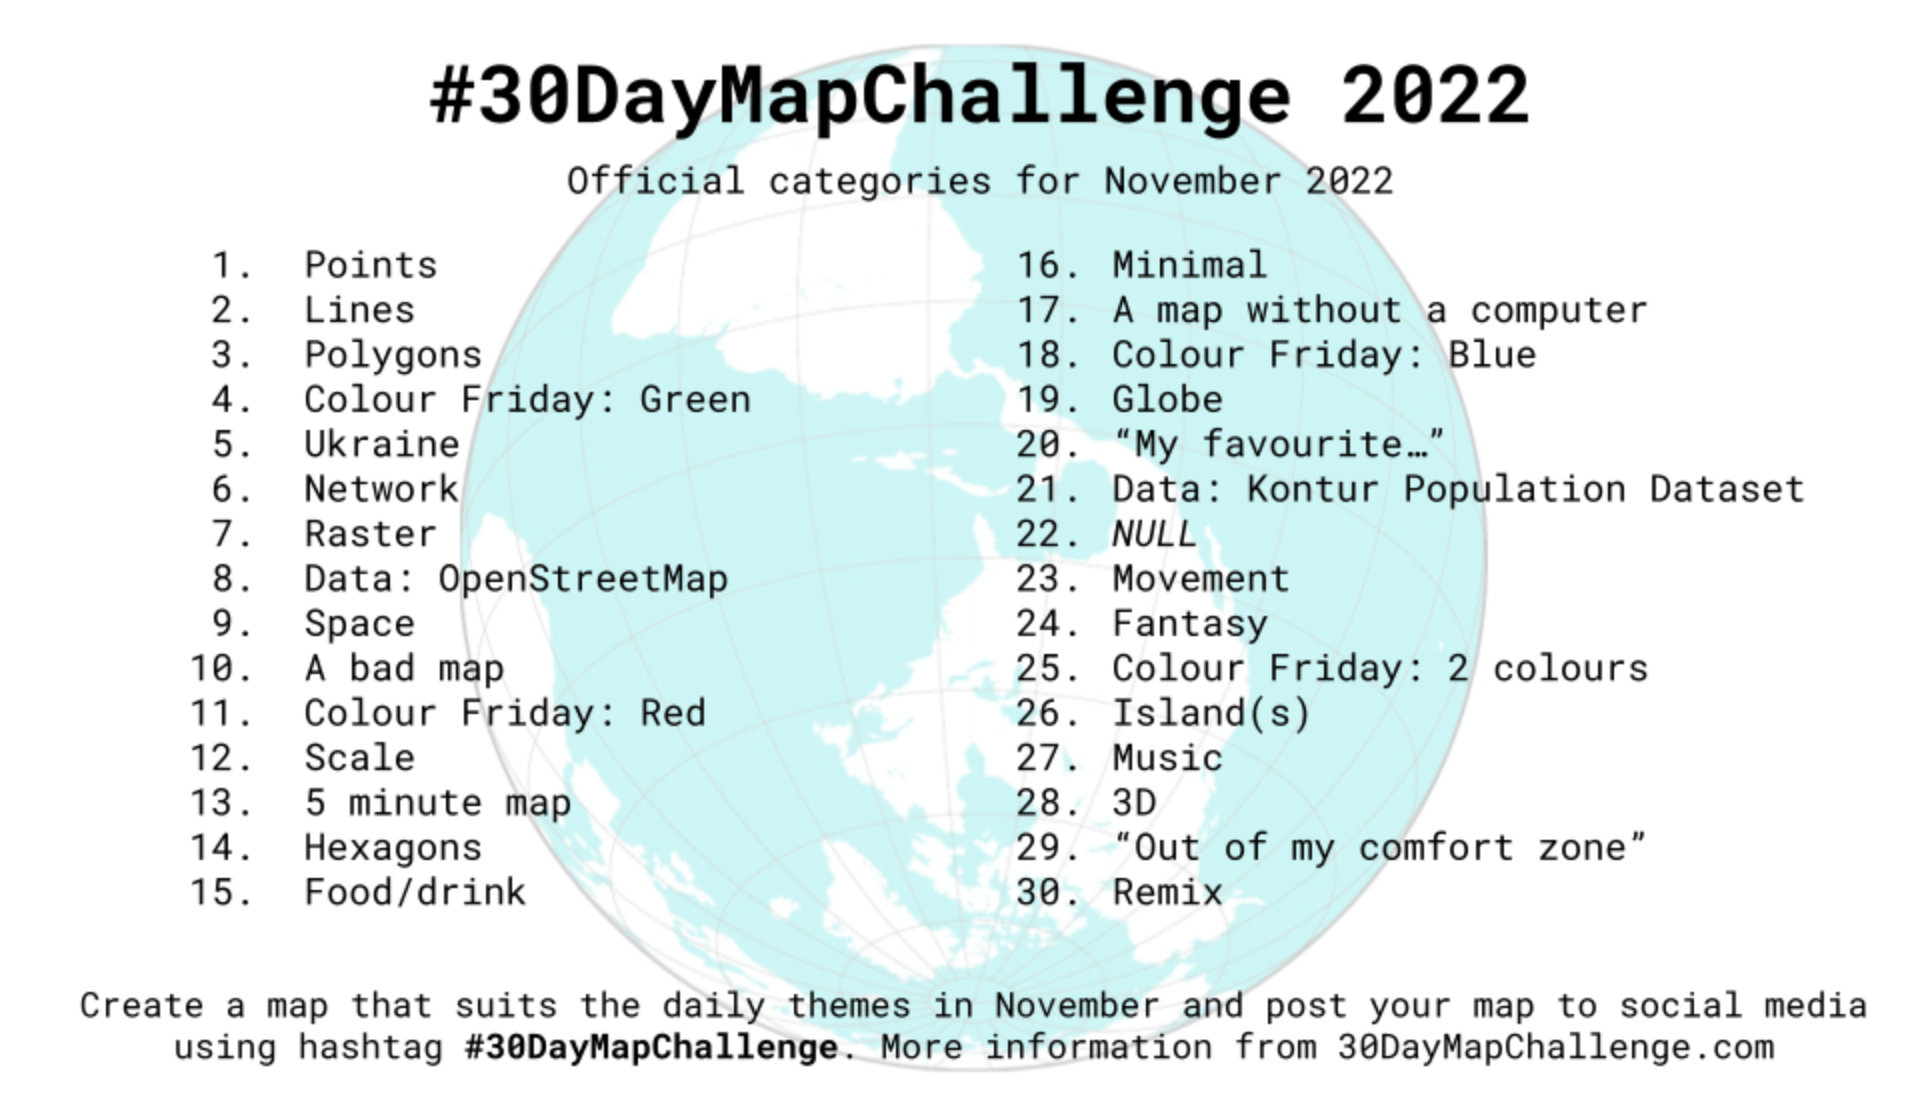 #30DayMapChallenge 2022
Official categories for November 2022
1. Points
2. Lines
3. Polygons
4. Colour Friday: Green
5. Ukraine
6. Network
7. Raster
8. Data: OpenStreetMap
9. Space
10. A bad map
11. Colour Friday: Red
12. Scale
13. 5 minute map
14. Hexagons
15. Food/drink
16. Minimal
17. A map without a computer
18. Colour Friday: Blue
19. Globe
20. “My favourite…”
21. Data: Kontur Population Dataset
22. NULL
23. Movement
24. Fantasy
25. Colour Friday: 2 colours
26. Island(s)
27. Music
28. 3D
29. “Out of my comfort zone”
30. Remix
Create a map that suits the daily themes in November and post your map to social media
using hashtag #30DayMapChallenge. More information from 30DayMapChallenge.com